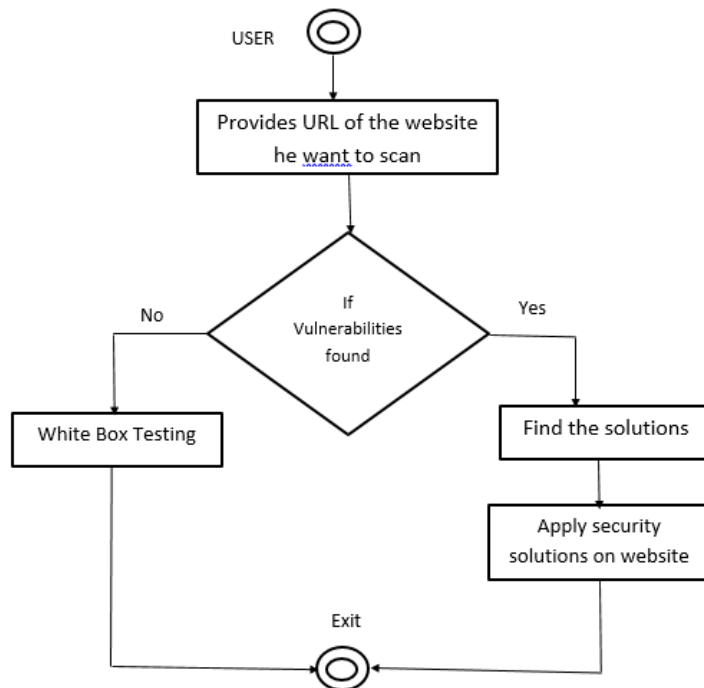 USER
Provides URL of the website
he want to scan
If
Vulnerabilities
found
No
Yes
White Box Testing
Find the solutions
Apply security
solutions on website
Exit